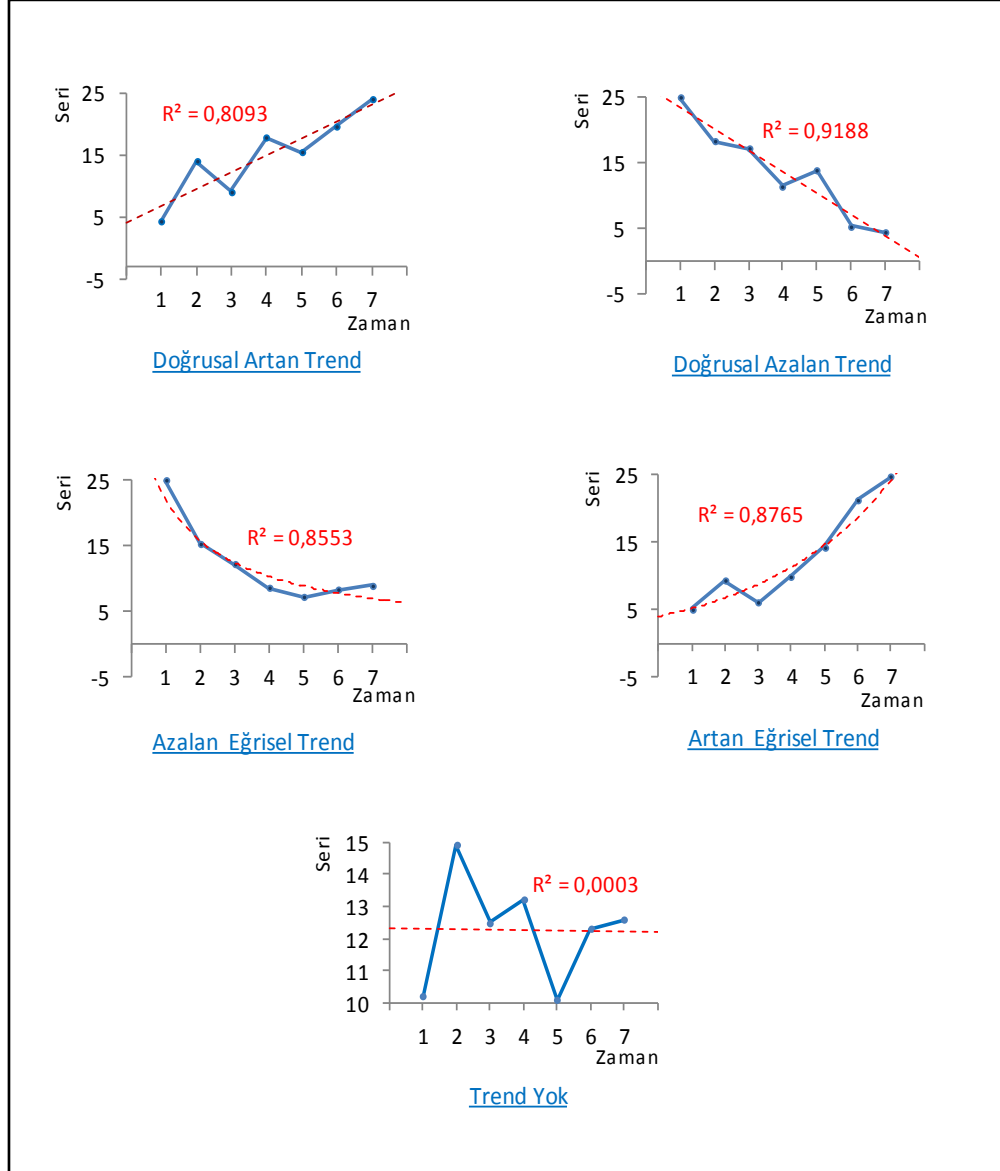 Seri
25
15
5
-5
R² = 0,8093
1 2 3 4 5 6 7
Zaman
Doğrusal Artan Trend
Seri
25
15
5
-5
R² = 0,9188
1 2 3 4 5 6 7
Zaman
Doğrusal Azalan Trend
Seri
25
15
5
-5
R² = 0,8553
1 2 3 4 5 6 7
Zaman
Azalan Eğrisel Trend
Seri
25
15
5
-5
R² = 0,8765
1 2 3 4 5 6 7
Zaman
Artan Eğrisel Trend
Seri
15
14
13
12
11
10
R² = 0,0003
1 2 3 4 5 6 7
Zaman
Trend Yok